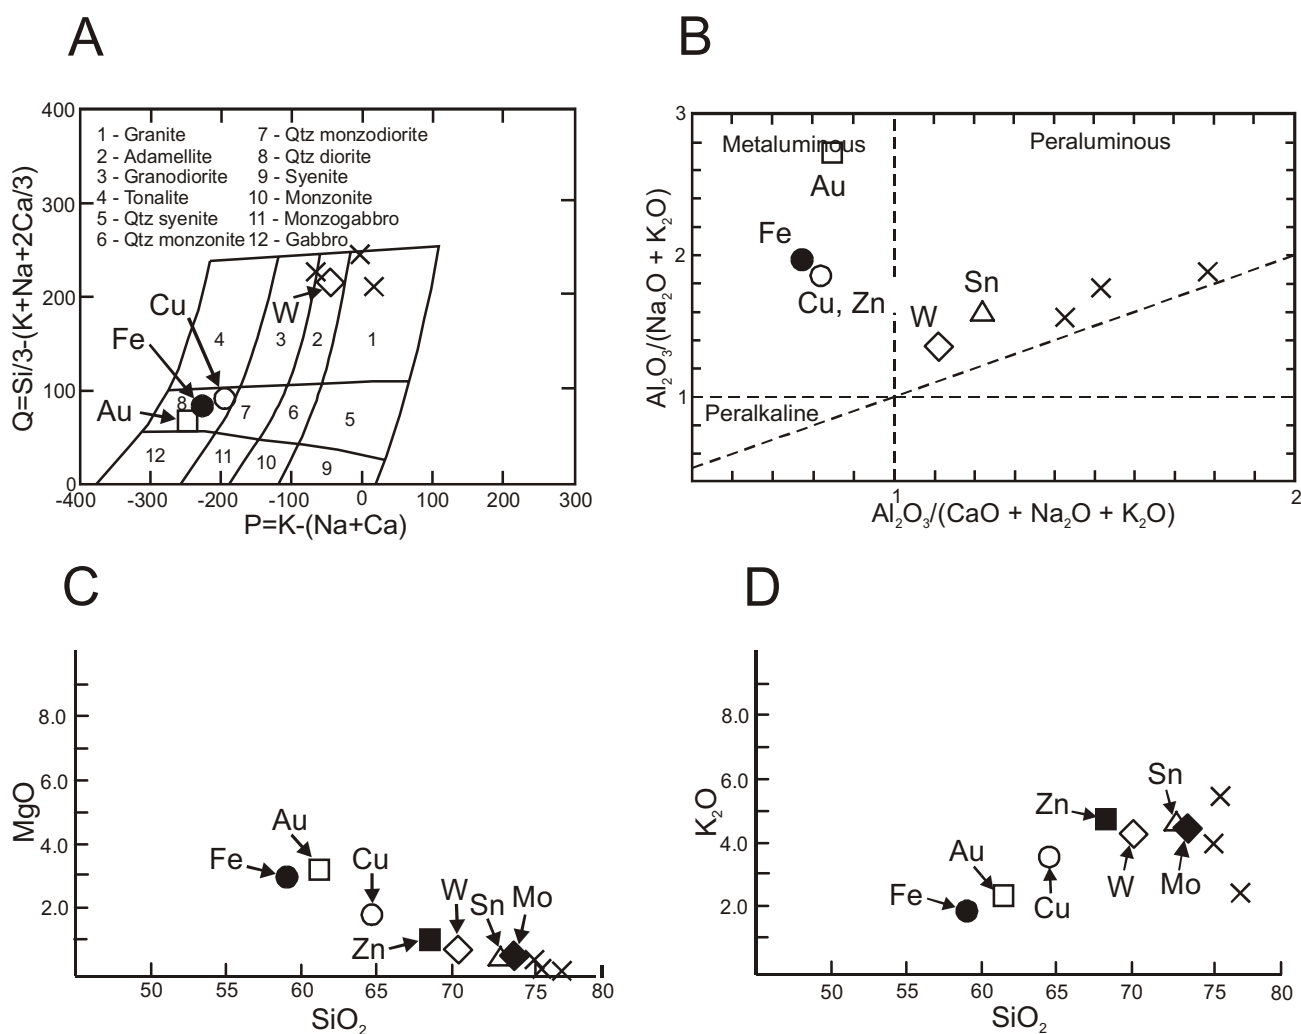 A
400
300
200
100
0
Q=Si/3-(K+Na+2Ca/3)
1 - Granite
2 - Adamellite
3 - Granodiorite
4 - Tonalite
5 - Qtz syenite
6 - Qtz monzonite
7 - Qtz monzodiorite
8 - Qtz diorite
9 - Syenite
10 - Monzonite
11 - Monzogabbro
12 - Gabbro
Cu
W
Fe
Au
4
3
2
1
8
7
6
5
12
11
10
9
-400
-300
-200
-100
0
100
200
300
P=K-(Na+Ca)
B
3
2
1
Al₂O₃/(Na₂O + K₂O)
Metaluminous
Peraluminous
Au
Fe
Cu, Zn
Sn
W
Peralkaline
1
2
Al₂O₃/(CaO + Na₂O + K₂O)
C
8.0
6.0
4.0
2.0
MgO
Au
Fe
Cu
W
Sn
Mo
Zn
50
55
60
65
70
75
80
SiO₂
D
8.0
6.0
4.0
2.0
K₂O
Sn
Zn
Au
W
Mo
Fe
Cu
50
55
60
65
70
75
80
SiO₂